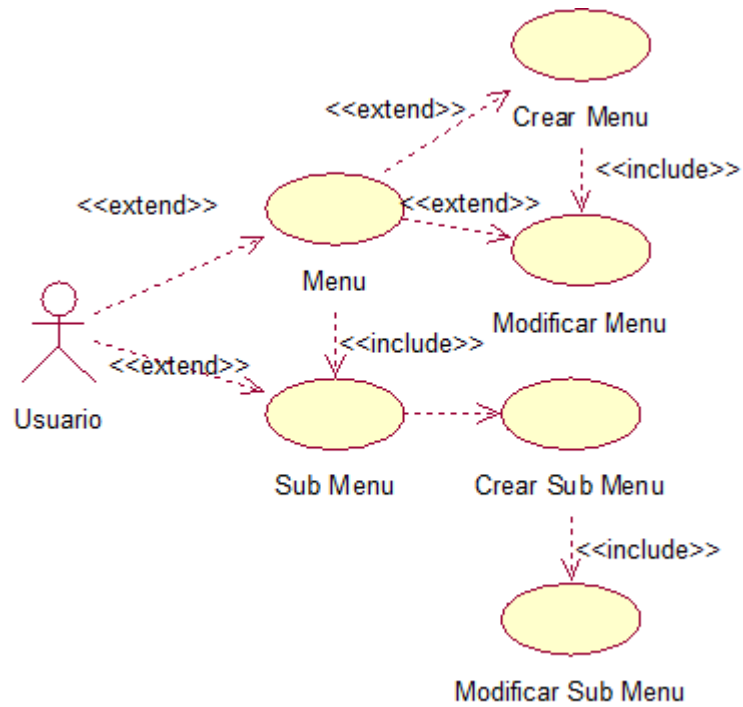 <<extend>>
Crear Menu
<<include>>
<<extend>>
<<extend>>
Menu
Modificar Menu
<<include>>
<<extend>>
Usuario
Sub Menu
Crear Sub Menu
<<include>>
Modificar Sub Menu